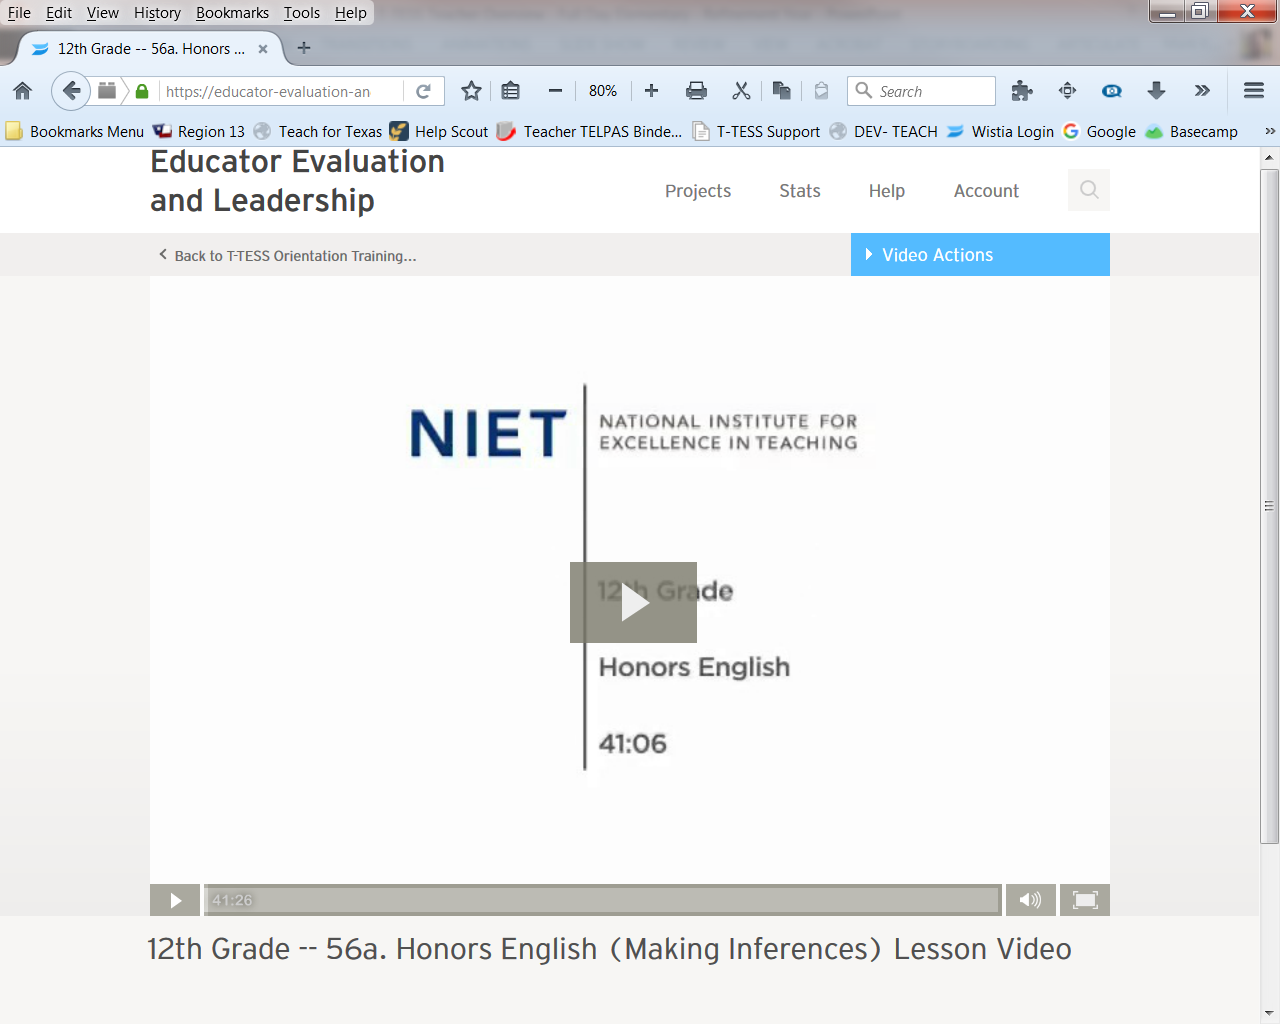 File Edit View History Bookmarks Tools Help
12th Grade -- 56a. Honors ...
https://educator-evaluation-an
80%
Search
Bookmarks Menu Region 13 Teach for Texas Help Scout Teacher TELPAS Binde... T-TESS Support DEV- TEACH Wistia Login Google Basecamp
Educator Evaluation
and Leadership
Projects Stats Help Account
Back to T-TESS Orientation Training...
Video Actions
NIET
NATIONAL INSTITUTE FOR
EXCELLENCE IN TEACHING
12th Grade
Honors English
41:06
41:26
12th Grade -- 56a. Honors English (Making Inferences) Lesson Video